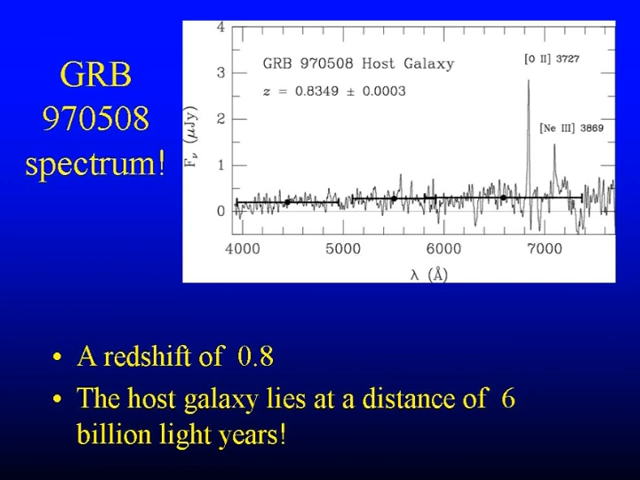 GRB
970508
spectrum!
4
3
2
1
0
F_ν (μJy)
GRB 970508 Host Galaxy
z = 0.8349 ± 0.0003
[O II] 3727
[Ne III] 3869
4000 5000 6000 7000
λ (Å)
• A redshift of 0.8
• The host galaxy lies at a distance of 6
billion light years!